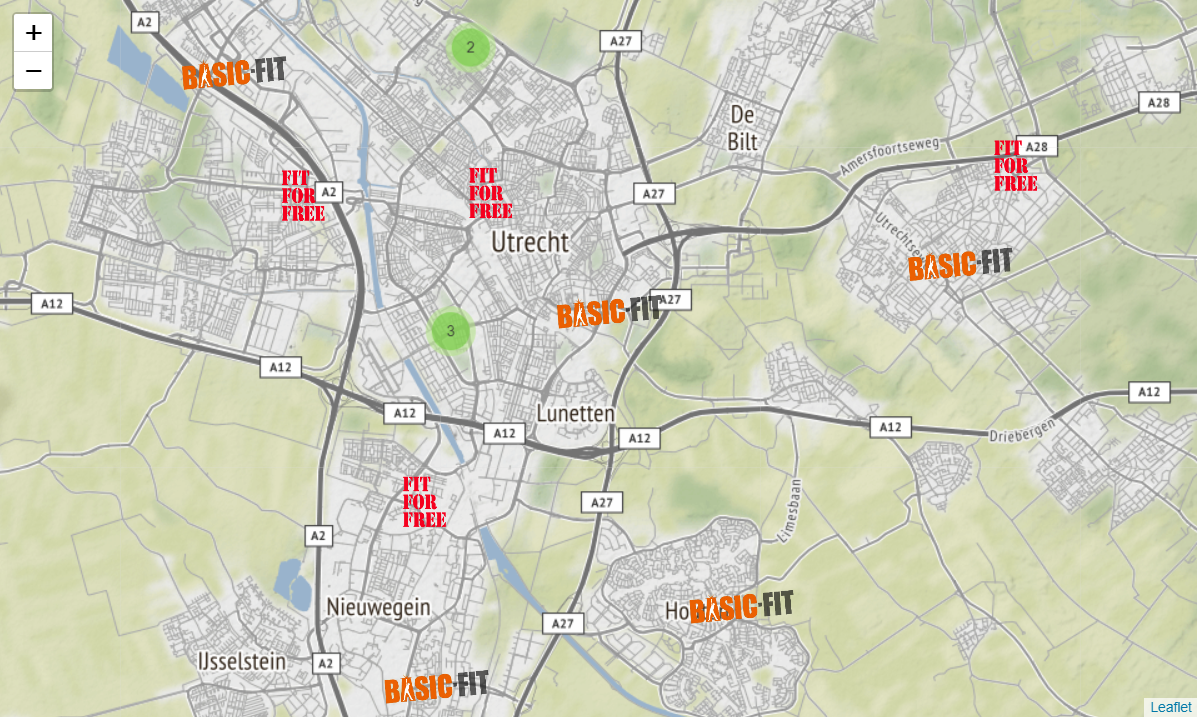 +
−
A2
BASIC-FIT
2
A27
De
Bilt
A28
Amersfoortseweg
A28
FIT
FOR
FREE
FIT
FOR
FREE
A2
FIT
FOR
FREE
A27
Utrecht
Utrechts
BASIC-FIT
A12
BASIC-FIT
A27
3
A12
A12
A12
Lunetten
A12
A12
Driebergen
A12
FIT
FOR
FREE
A27
Limesbaan
A2
Nieuwegein
BASIC-FIT
A27
IJsselstein
A2
BASIC-FIT
Leaflet